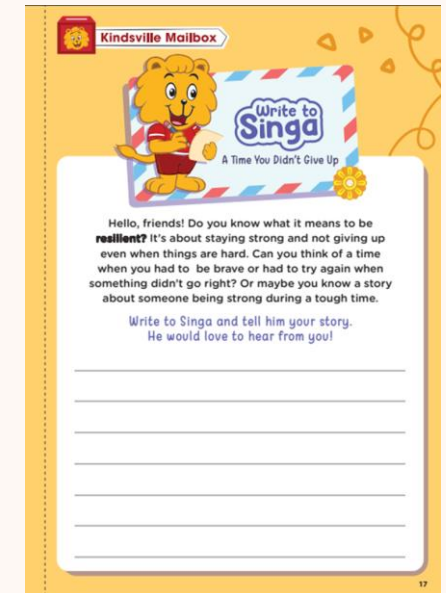 Kindsville Mailbox
Write to
Singa
A Time You Didn't Give Up
Hello, friends! Do you know what it means to be
resilient? It's about staying strong and not giving up
even when things are hard. Can you think of a time
when you had to be brave or had to try again when
something didn't go right? Or maybe you know a story
about someone being strong during a tough time.
Write to Singa and tell him your story.
He would love to hear from you!
17